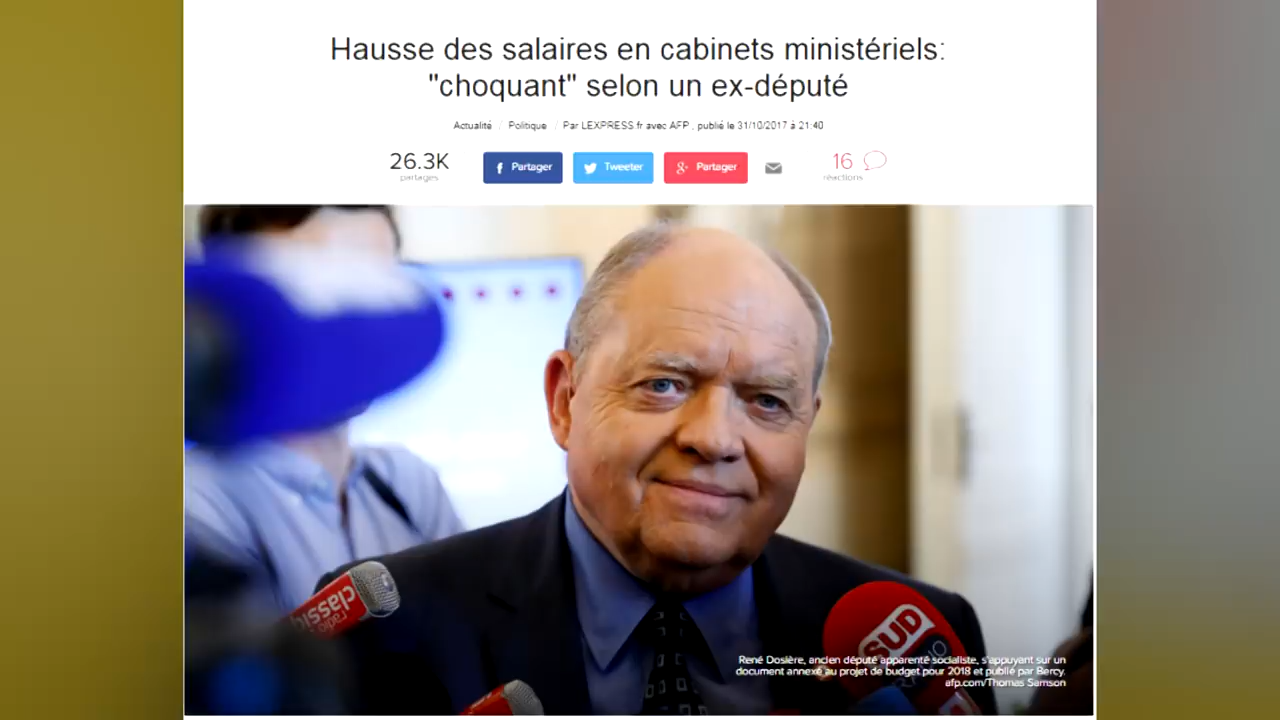 Hausse des salaires en cabinets ministériels:
"choquant" selon un ex-député
Actualité / Politique / Par LEXPRESS.fr avec AFP , publié le 31/10/2017 à 21:40
26.3K
partages
f Partager
Tweeter
g+ Partager
16
réactions
classiq
radio
SUD
René Dosière, ancien député apparenté socialiste, s'appuyant sur un
document annexé au projet de budget pour 2018 et publié par Bercy.
afp.com/Thomas Samson